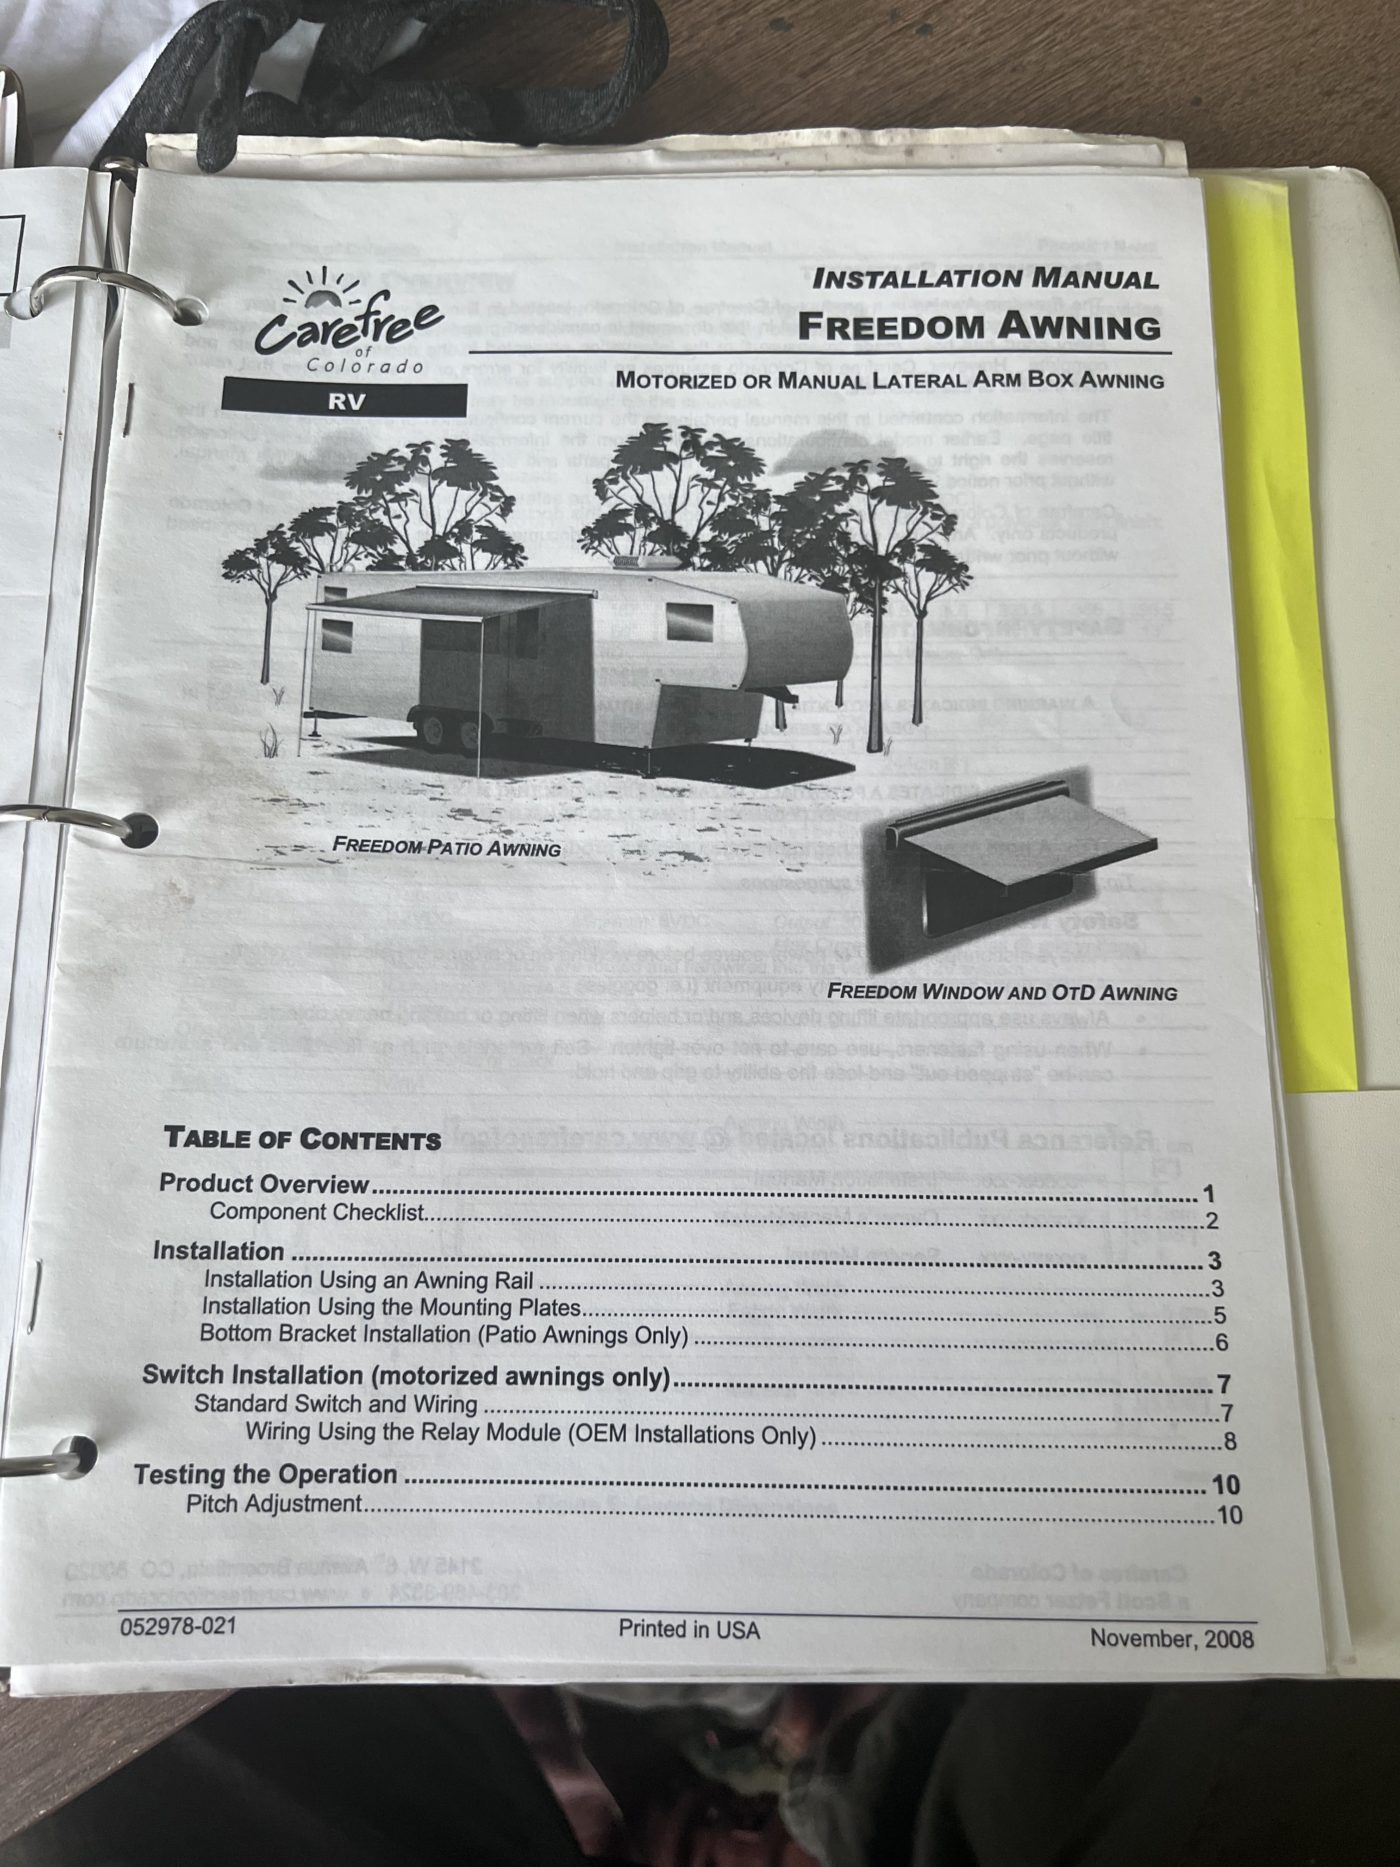 INSTALLATION MANUAL
FREEDOM AWNING
Carefree
of
Colorado
RV
MOTORIZED OR MANUAL LATERAL ARM BOX AWNING
FREEDOM PATIO AWNING
FREEDOM WINDOW AND OTD AWNING
TABLE OF CONTENTS
Product Overview 1
Component Checklist 2
Installation 3
Installation Using an Awning Rail 3
Installation Using the Mounting Plates 5
Bottom Bracket Installation (Patio Awnings Only) 6
Switch Installation (motorized awnings only) 7
Standard Switch and Wiring 7
Wiring Using the Relay Module (OEM Installations Only) 8
Testing the Operation 10
Pitch Adjustment 10
052978-021
Printed in USA
November, 2008